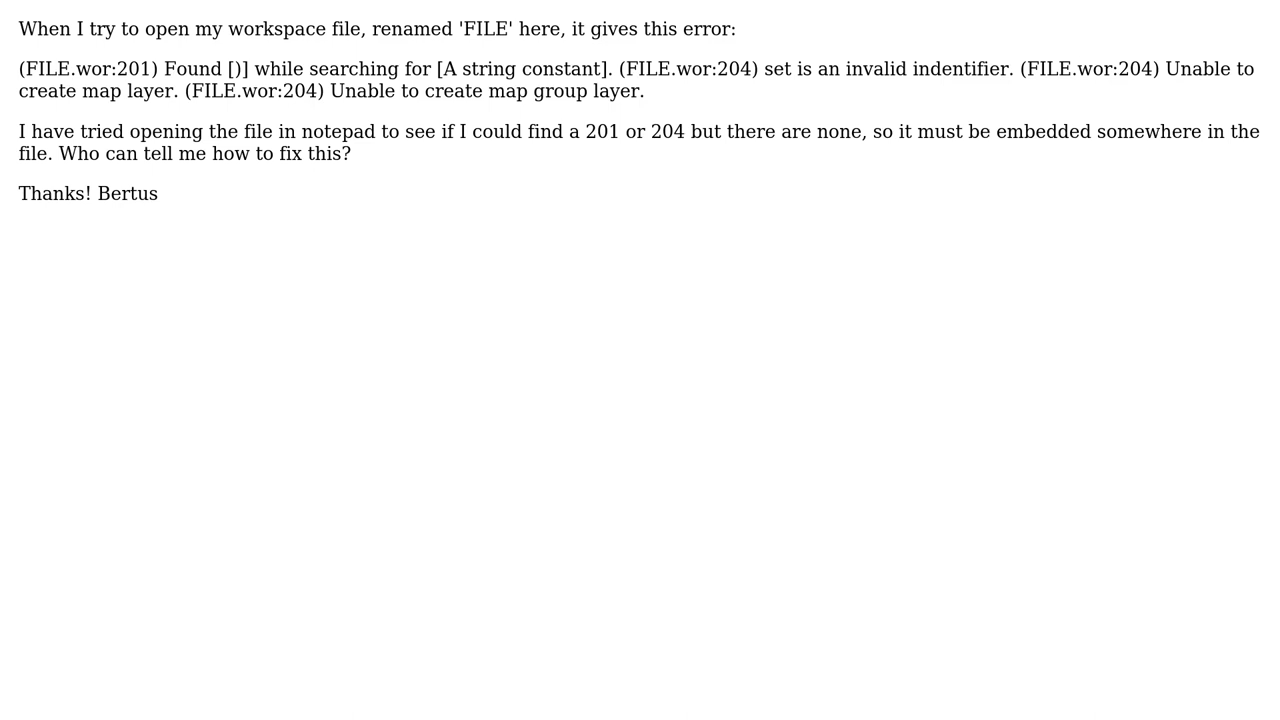 When I try to open my workspace file, renamed 'FILE' here, it gives this error:
(FILE.wor:201) Found [)] while searching for [A string constant]. (FILE.wor:204) set is an invalid indentifier. (FILE.wor:204) Unable to
create map layer. (FILE.wor:204) Unable to create map group layer.
I have tried opening the file in notepad to see if I could find a 201 or 204 but there are none, so it must be embedded somewhere in the
file. Who can tell me how to fix this?
Thanks! Bertus